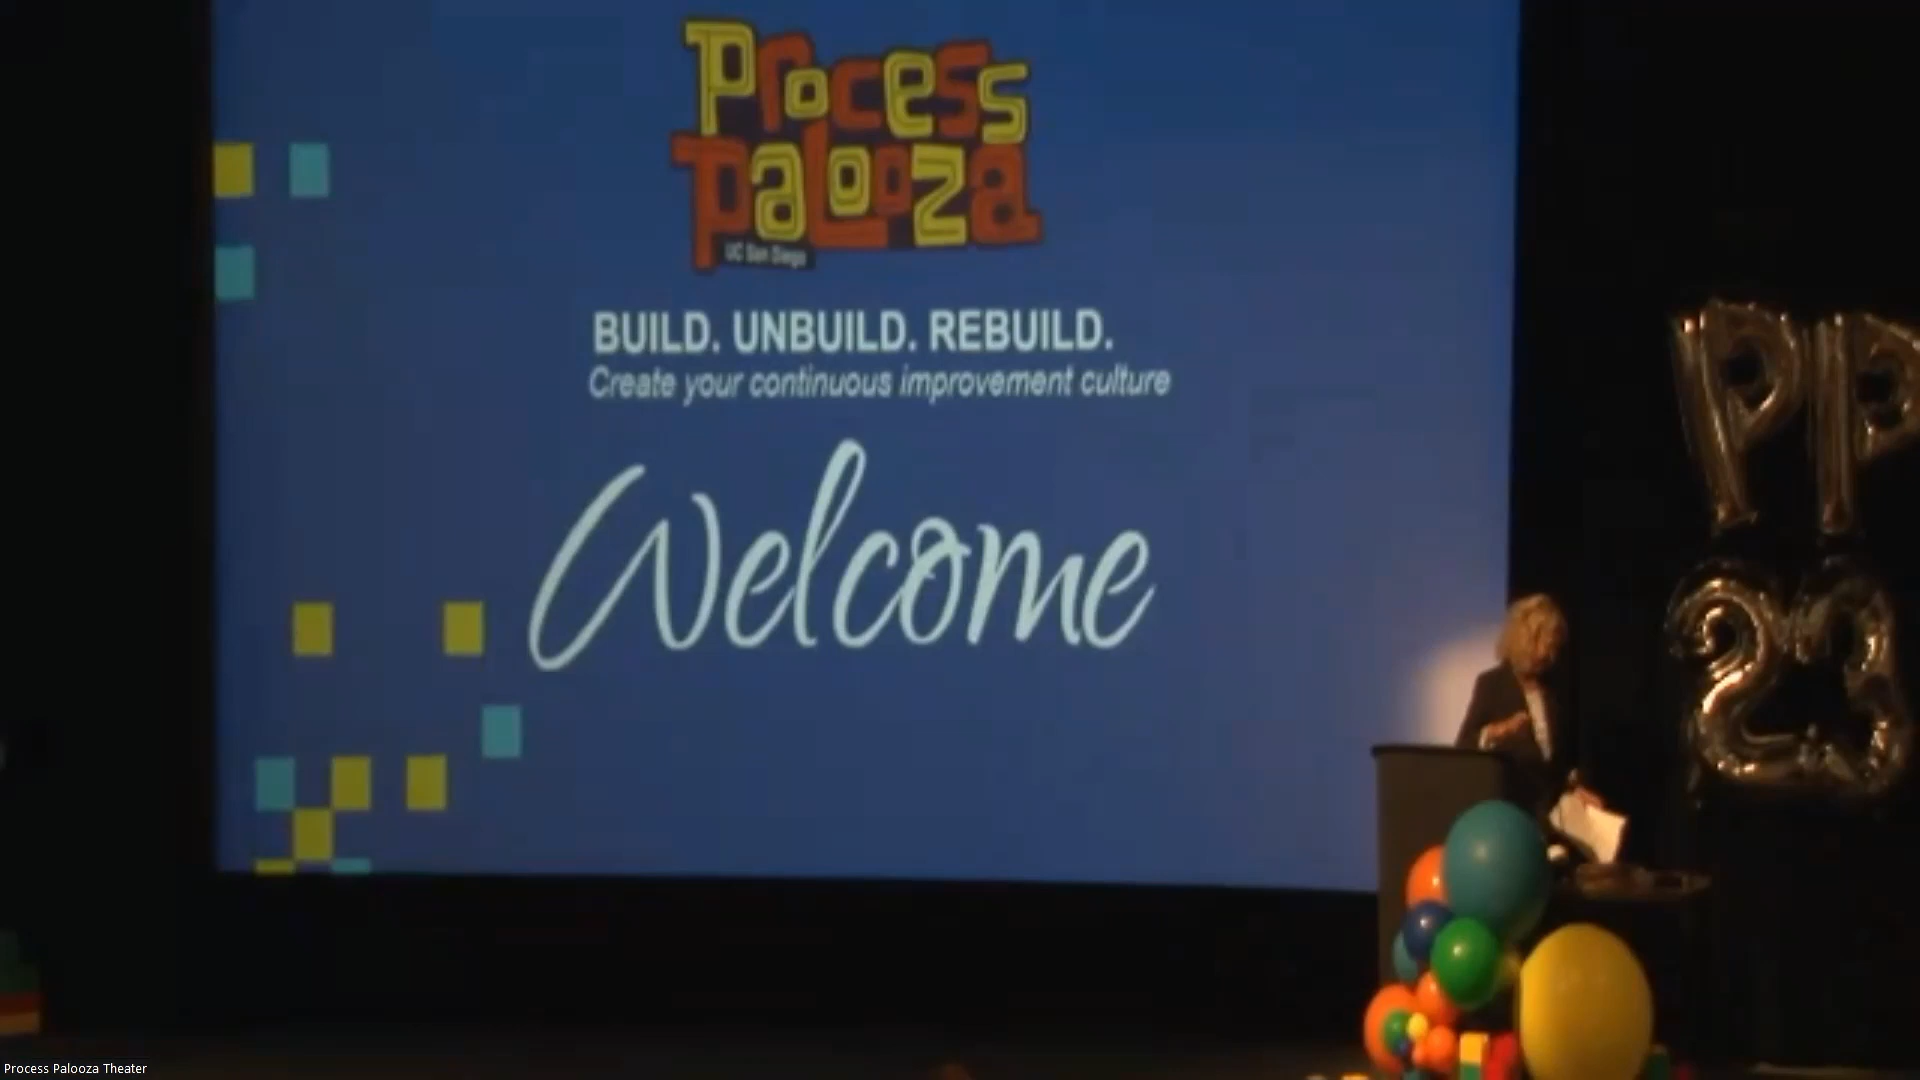 Process
Palooza
UC San Diego
BUILD. UNBUILD. REBUILD.
Create your continuous improvement culture
Welcome
PP
23
Process Palooza Theater